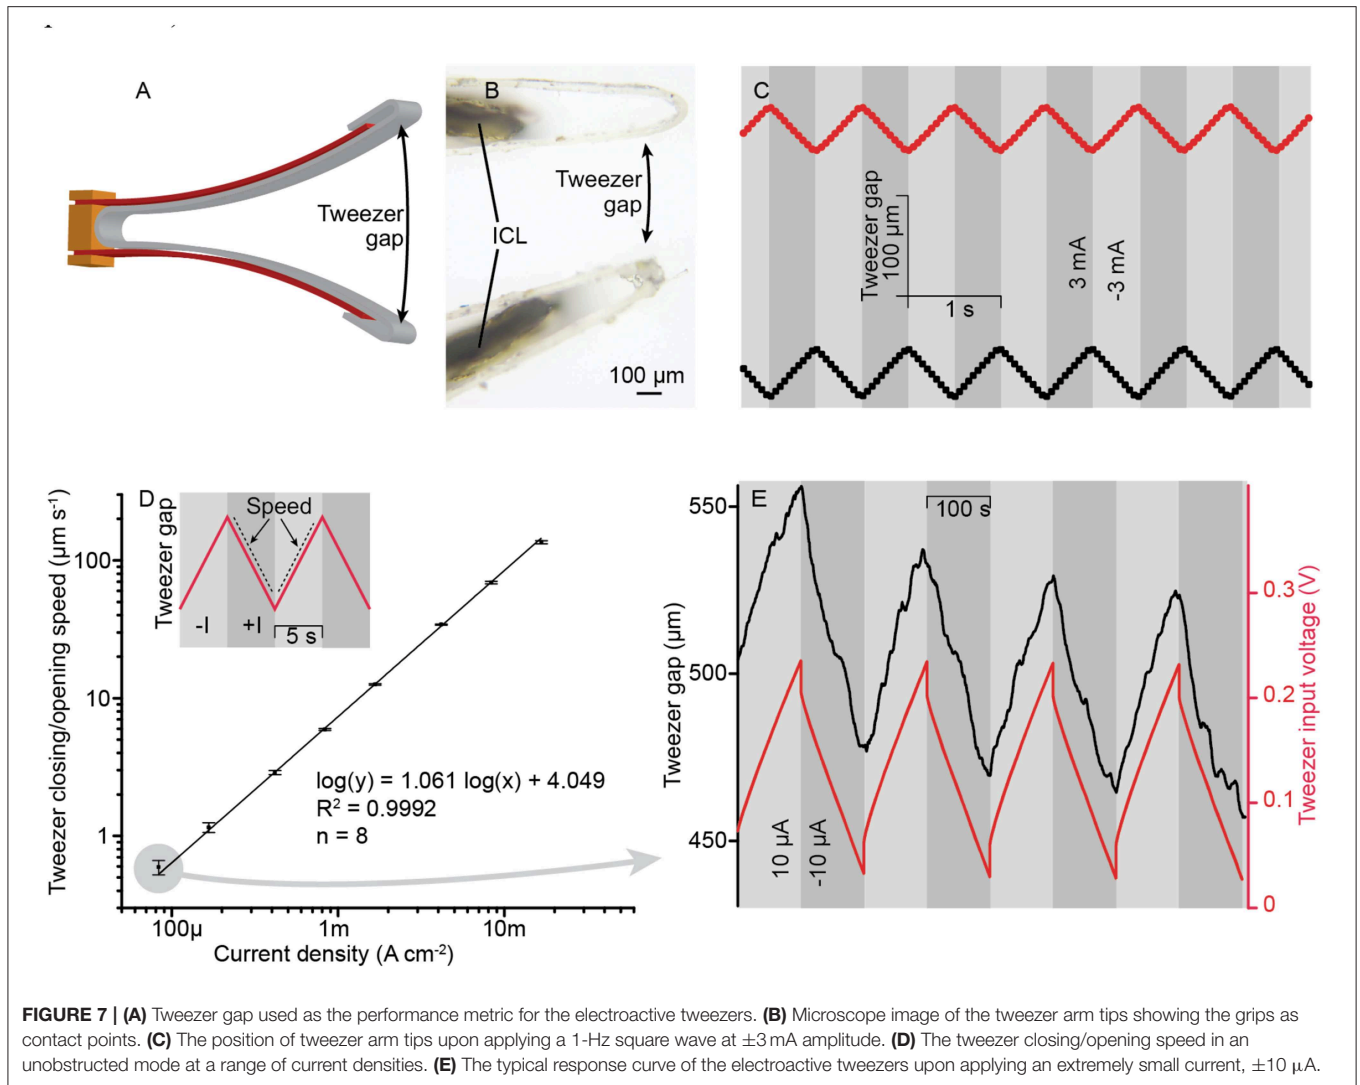 A
Tweezer
gap
B
Tweezer
gap
ICL
100 µm
C
Tweezer gap
100 µm
1 s
3 mA
-3 mA
D
Tweezer closing/opening speed (µm s⁻¹)
100
10
1
Tweezer gap
Speed
-I
+I
5 s
log(y) = 1.061 log(x) + 4.049
R² = 0.9992
n = 8
100µ
1m
10m
Current density (A cm⁻²)
E
100 s
Tweezer gap (µm)
550
500
450
10 µA
-10 µA
0.3
0.2
0.1
0
Tweezer input voltage (V)
FIGURE 7 | (A) Tweezer gap used as the performance metric for the electroactive tweezers. (B) Microscope image of the tweezer arm tips showing the grips as
contact points. (C) The position of tweezer arm tips upon applying a 1-Hz square wave at ±3 mA amplitude. (D) The tweezer closing/opening speed in an
unobstructed mode at a range of current densities. (E) The typical response curve of the electroactive tweezers upon applying an extremely small current, ±10 µA.